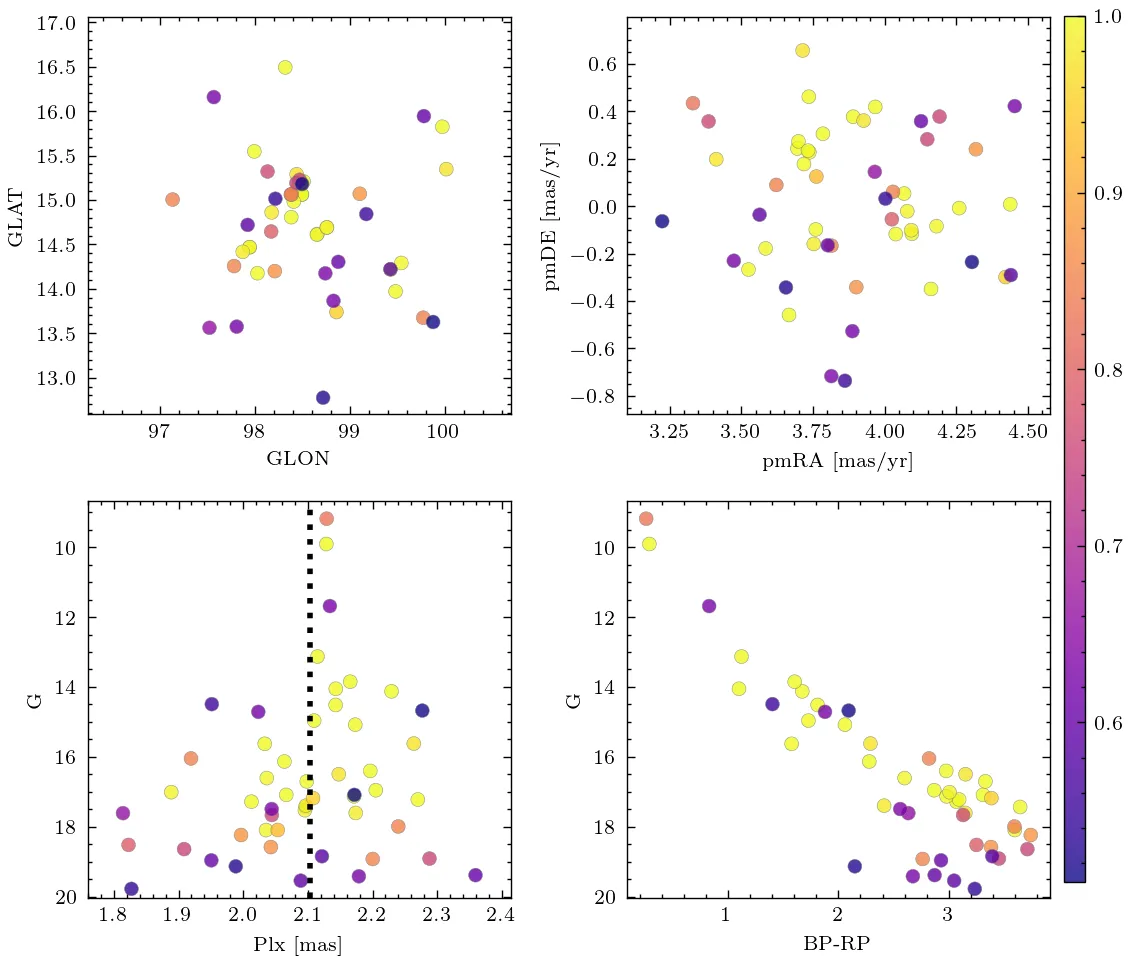 17.0
16.5
16.0
15.5
15.0
14.5
14.0
13.5
13.0
GLAT
97 98 99 100
GLON
0.6
0.4
0.2
0.0
−0.2
−0.4
−0.6
−0.8
pmDE [mas/yr]
3.25 3.50 3.75 4.00 4.25 4.50
pmRA [mas/yr]
1.0
0.9
0.8
0.7
0.6
10
12
14
16
18
20
G
1.8 1.9 2.0 2.1 2.2 2.3 2.4
Plx [mas]
10
12
14
16
18
20
G
1 2 3
BP-RP